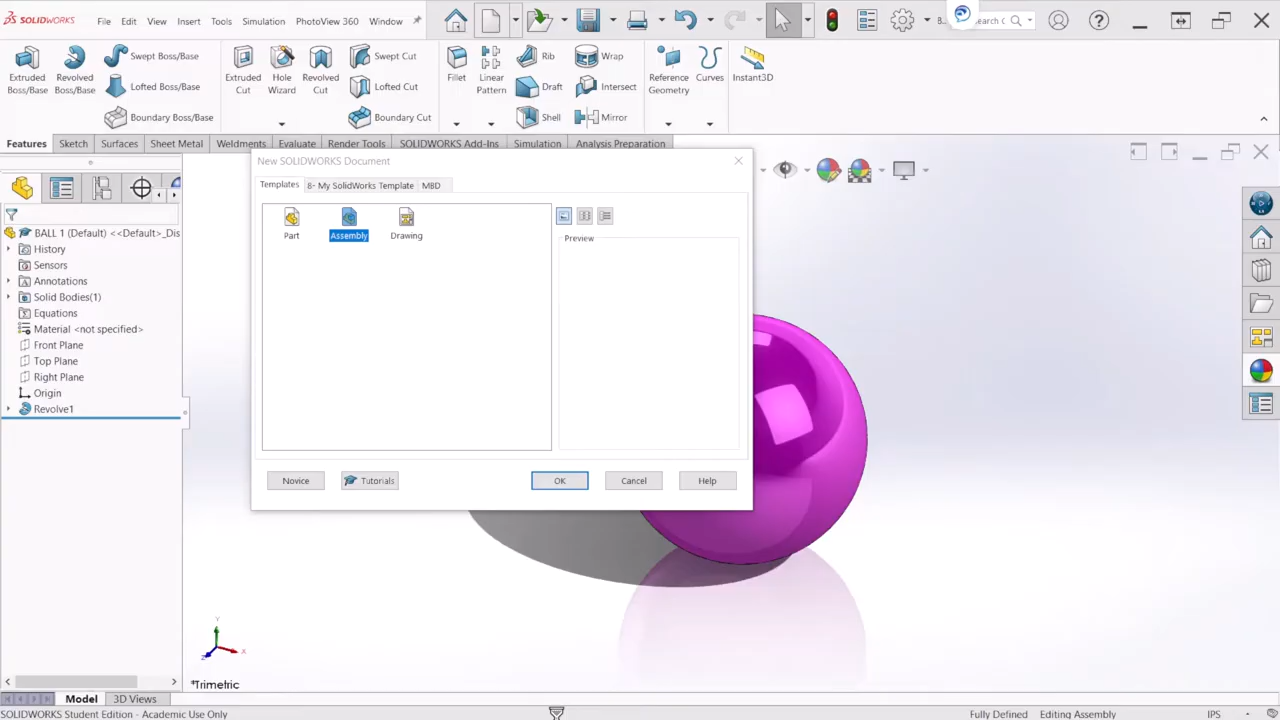 SOLIDWORKS File Edit View Insert Tools Simulation PhotoView 360 Window
Extruded Boss/Base
Revolved Boss/Base
Swept Boss/Base
Lofted Boss/Base
Boundary Boss/Base
Extruded Cut
Hole Wizard
Revolved Cut
Swept Cut
Lofted Cut
Boundary Cut
Fillet
Linear Pattern
Rib
Draft
Shell
Wrap
Intersect
Mirror
Reference Geometry
Curves
Instant3D
Features Sketch Surfaces Sheet Metal Weldments Evaluate Render Tools SOLIDWORKS Add-Ins Simulation Analysis Preparation
New SOLIDWORKS Document
Templates 8- My SolidWorks Template MBD
Part Assembly Drawing
Preview
Novice Tutorials OK Cancel Help
BALL 1 (Default) <<Default>_Dis
History
Sensors
Annotations
Solid Bodies(1)
Equations
Material <not specified>
Front Plane
Top Plane
Right Plane
Origin
Revolve1
Y
X
Z
*Trimetric
Model 3D Views
SOLIDWORKS Student Edition - Academic Use Only Fully Defined Editing Assembly IPS